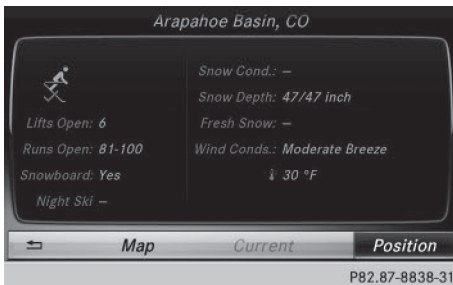 Arapahoe Basin, CO
Lifts Open: 6
Runs Open: 81-100
Snowboard: Yes
Night Ski –
Snow Cond.: –
Snow Depth: 47/47 inch
Fresh Snow: –
Wind Conds.: Moderate Breeze
30 °F
Map
Current
Position
P82.87-8838-31